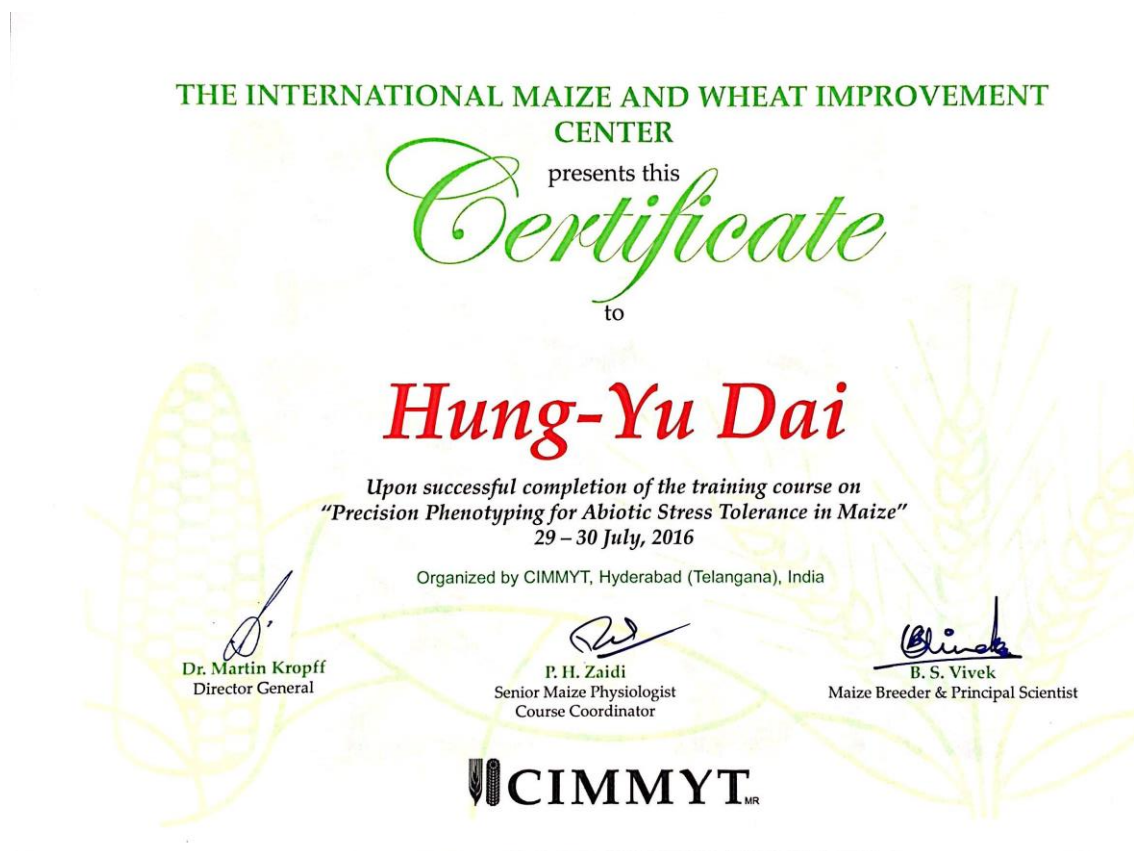 THE INTERNATIONAL MAIZE AND WHEAT IMPROVEMENT
CENTER
presents this
Certificate
to
Hung-Yu Dai
Upon successful completion of the training course on
"Precision Phenotyping for Abiotic Stress Tolerance in Maize"
29 – 30 July, 2016
Organized by CIMMYT, Hyderabad (Telangana), India
Dr. Martin Kropff
Director General
P. H. Zaidi
Senior Maize Physiologist
Course Coordinator
B. S. Vivek
Maize Breeder & Principal Scientist
CIMMYT MR